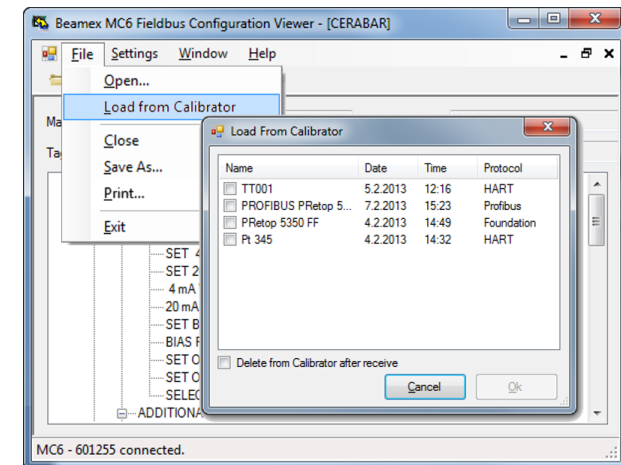 Beamex MC6 Fieldbus Configuration Viewer - [CERABAR]
File Settings Window Help
Open...
Load from Calibrator
Close
Save As...
Print...
Exit
Ma
Ta
SET 4
SET 2
4 mA
20 mA
SET B
BIAS F
SET O
SET O
SELEC
ADDITIONA
Load From Calibrator
Name Date Time Protocol
TT001 5.2.2013 12:16 HART
PROFIBUS PRetop 5... 7.2.2013 15:23 Profibus
PRetop 5350 FF 4.2.2013 14:49 Foundation
Pt 345 4.2.2013 14:32 HART
Delete from Calibrator after receive
Cancel Ok
MC6 - 601255 connected.